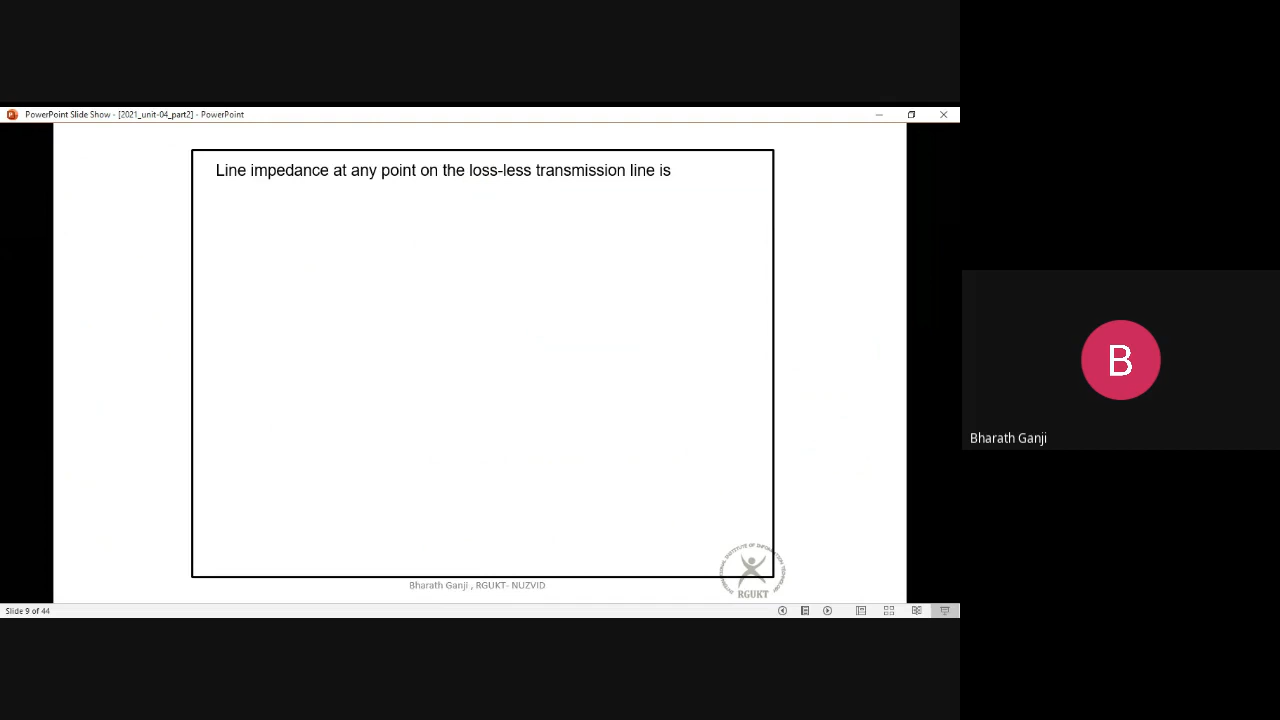 PowerPoint Slide Show - [2021_unit-04_part2] - PowerPoint
Line impedance at any point on the loss-less transmission line is
B
Bharath Ganji
RGUKT
Bharath Ganji , RGUKT- NUZVID
Slide 9 of 44